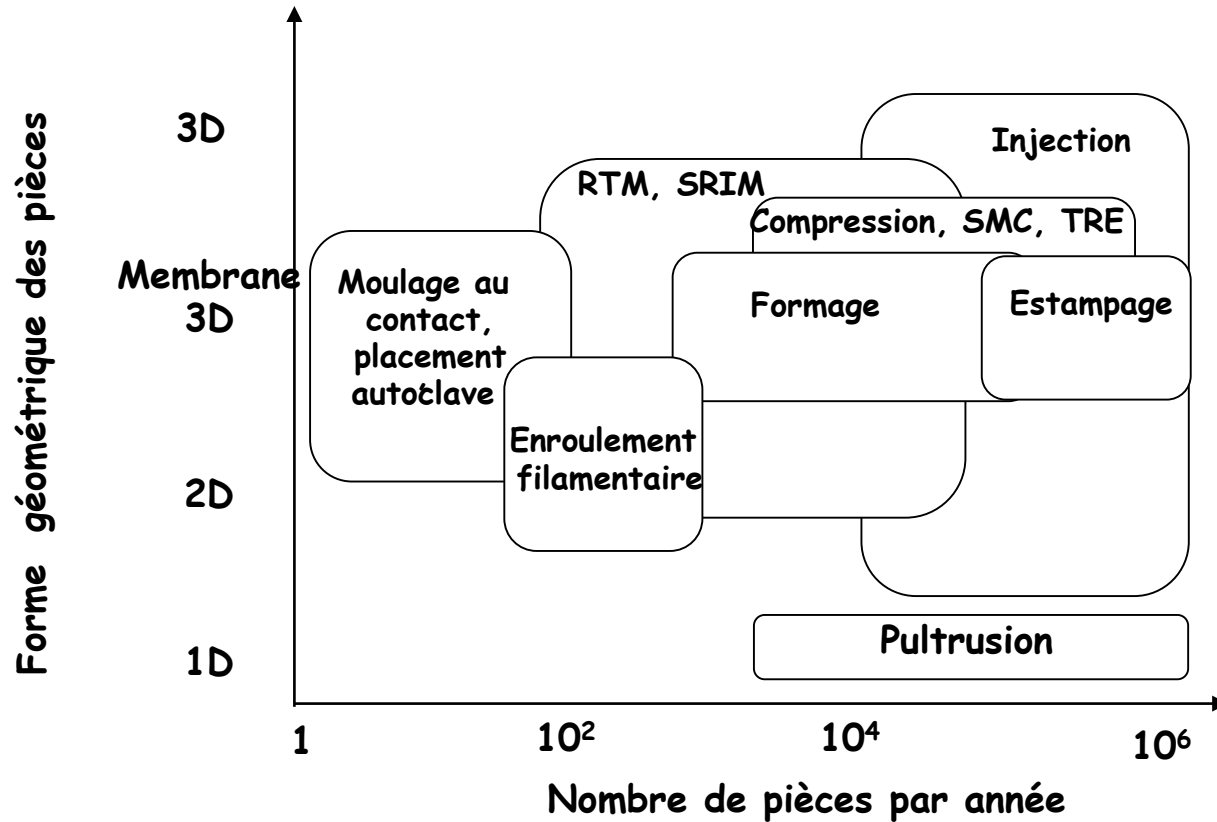 Forme géométrique des pièces
3D
Membrane
3D
2D
1D
Injection
RTM, SRIM
Compression, SMC, TRE
Moulage au
contact,
placement
autoclave
Formage
Estampage
Enroulement
filamentaire
Pultrusion
1
10²
10⁴
10⁶
Nombre de pièces par année